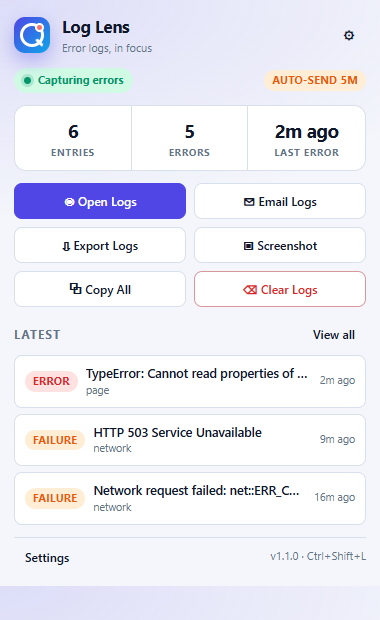 Log Lens
Error logs, in focus
Capturing errors
AUTO-SEND 5M
6
ENTRIES
5
ERRORS
2m ago
LAST ERROR
Open Logs
Email Logs
Export Logs
Screenshot
Copy All
Clear Logs
LATEST
View all
ERROR
TypeError: Cannot read properties of ...
page
2m ago
FAILURE
HTTP 503 Service Unavailable
network
9m ago
FAILURE
Network request failed: net::ERR_C...
network
16m ago
Settings
v1.1.0 · Ctrl+Shift+L